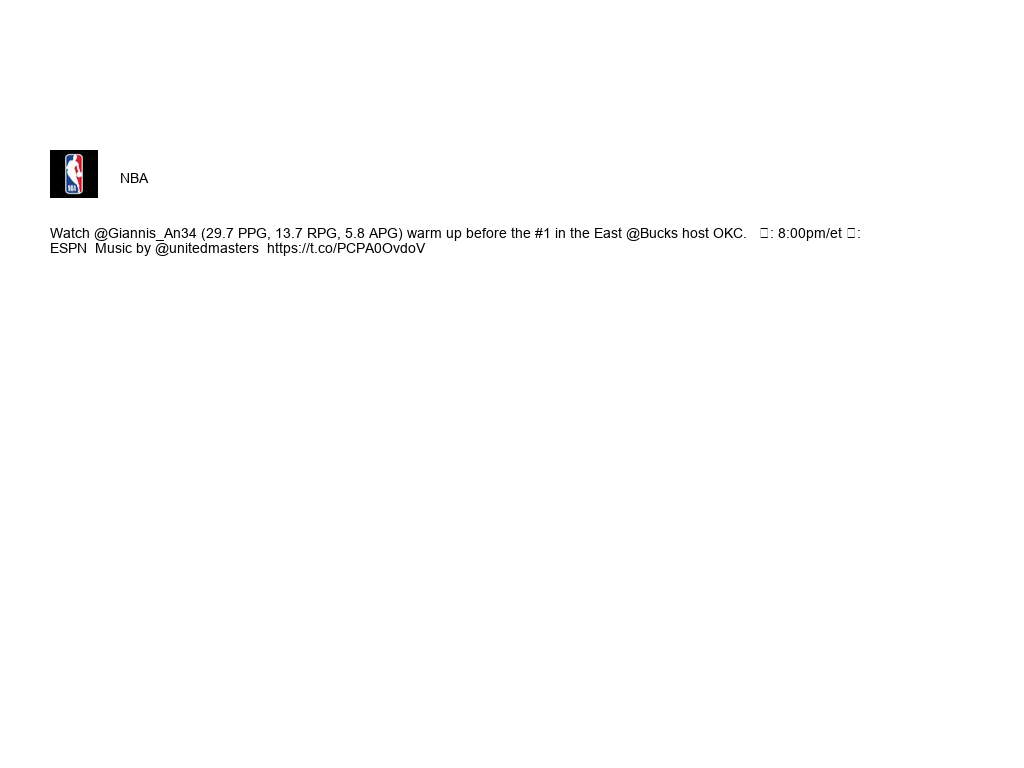 NBA
Watch @Giannis_An34 (29.7 PPG, 13.7 RPG, 5.8 APG) warm up before the #1 in the East @Bucks host OKC.   : 8:00pm/et :
ESPN  Music by @unitedmasters  https://t.co/PCPA0OvdoV